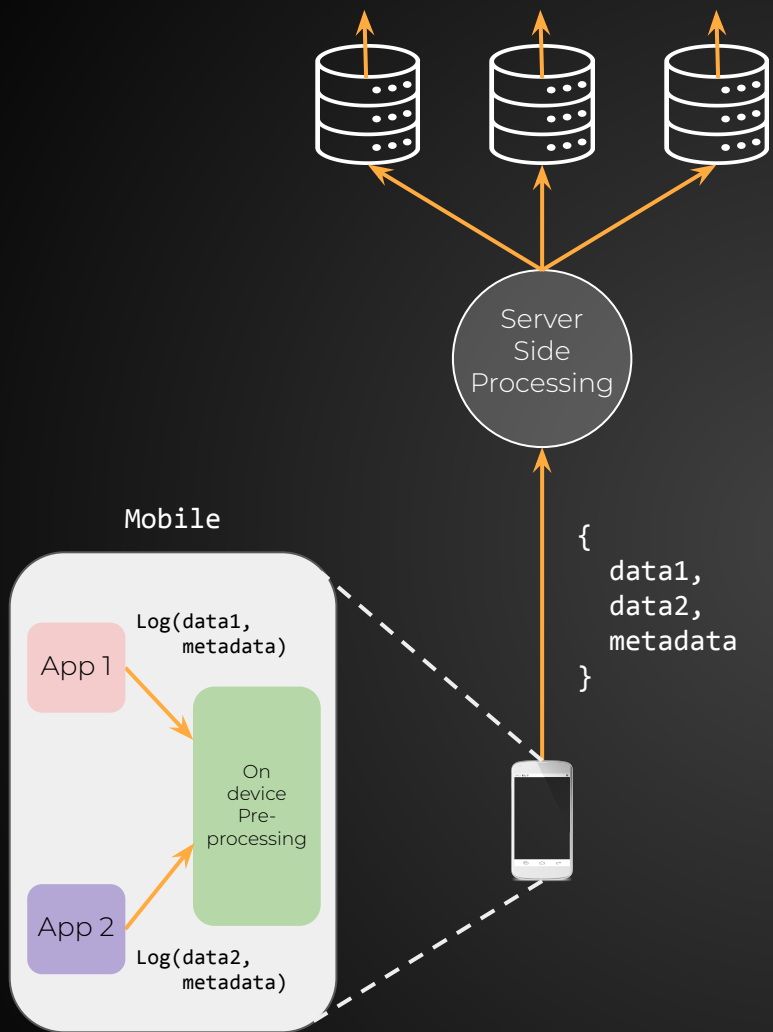 Server
Side
Processing
Mobile
{
data1,
data2,
metadata
}
Log(data1,
metadata)
App 1
On
device
Pre-
processing
App 2
Log(data2,
metadata)